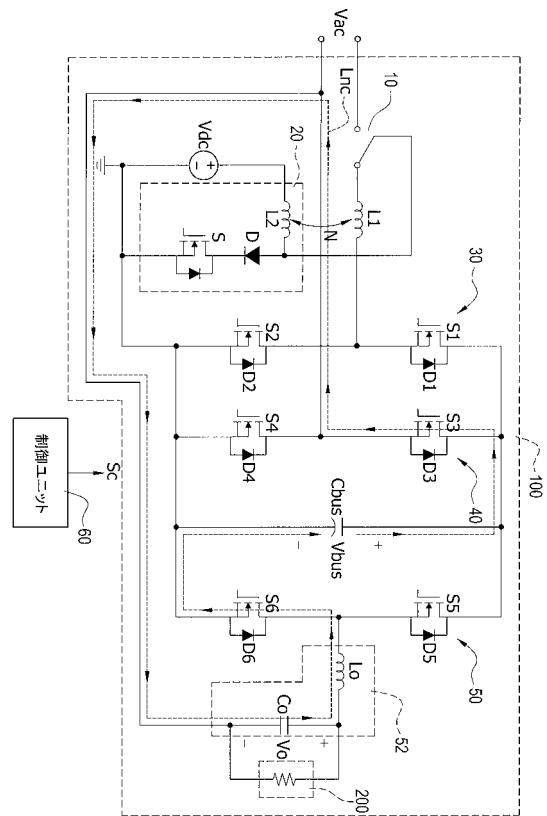 Vac
10
Lnc
L1
20
Vdc
+
-
L2
N
D
S
30
S1
D1
S2
D2
S3
D3
S4
D4
40
100
Cbus
Vbus
+
-
S5
D5
S6
D6
50
Lo
52
Co
Vo
+
-
200
Sc
制御ユニット
60